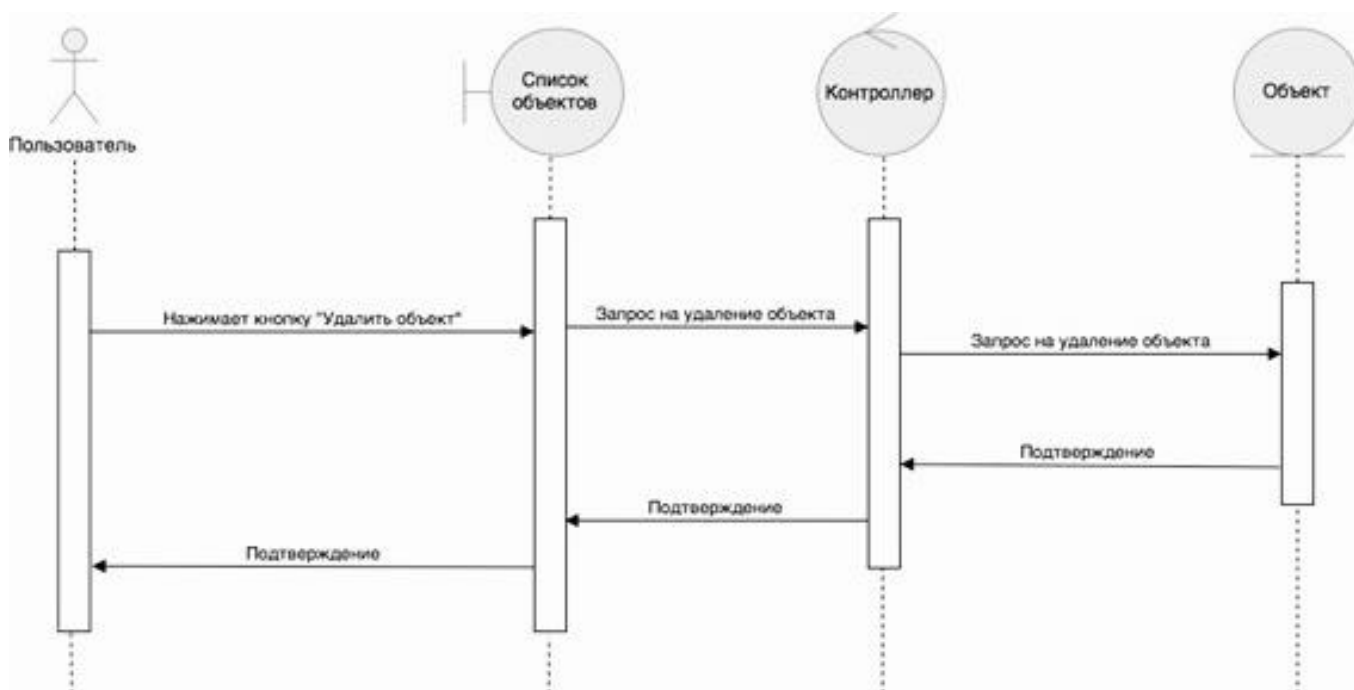 Список
объектов
Контроллер
Объект
Пользователь
Нажимает кнопку "Удалить объект"
Запрос на удаление объекта
Запрос на удаление объекта
Подтверждение
Подтверждение
Подтверждение